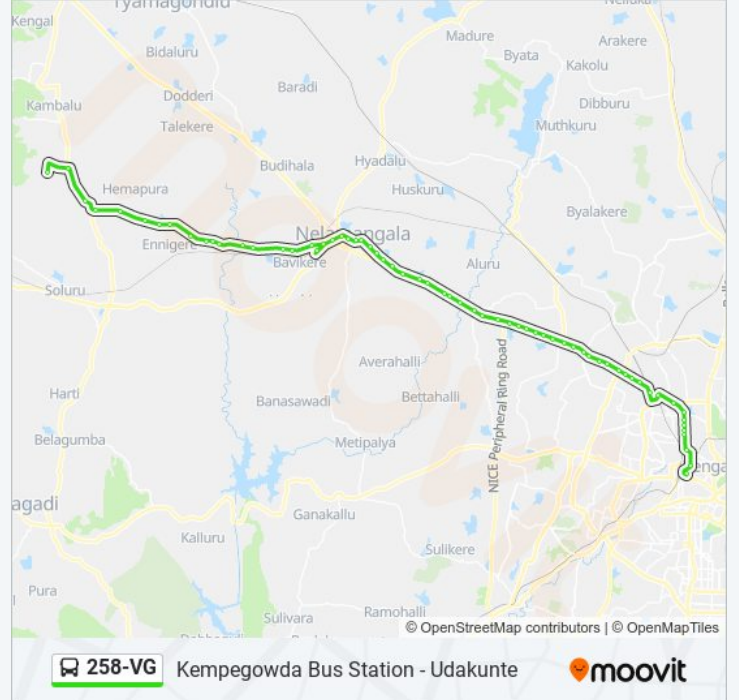 Tyamagondlu
Kengal
Madure
Arakere
Bidaluru
Byata
Kakolu
Baradi
Dodderi
Dibburu
Kambalu
Talekere
Muthkuru
Budihala
Hyadalu
Hemapura
Huskuru
Byalakere
Nelamangala
Ennigere
Bavikere
Aluru
Soluru
Averahalli
NICE Peripheral Ring Road
Harti
Banasawadi
Bettahalli
Belagumba
Metipalya
enga
agadi
Ganakallu
Kalluru
Sulikere
Pura
Sulivara
Ramohalli
© OpenStreetMap contributors | © OpenMapTiles
258-VG Kempegowda Bus Station - Udakunte
moovit